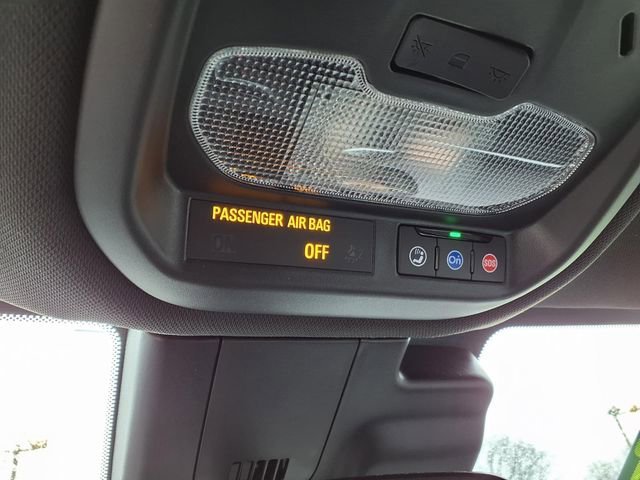 PASSENGER AIR BAG
ON OFF
On SOS